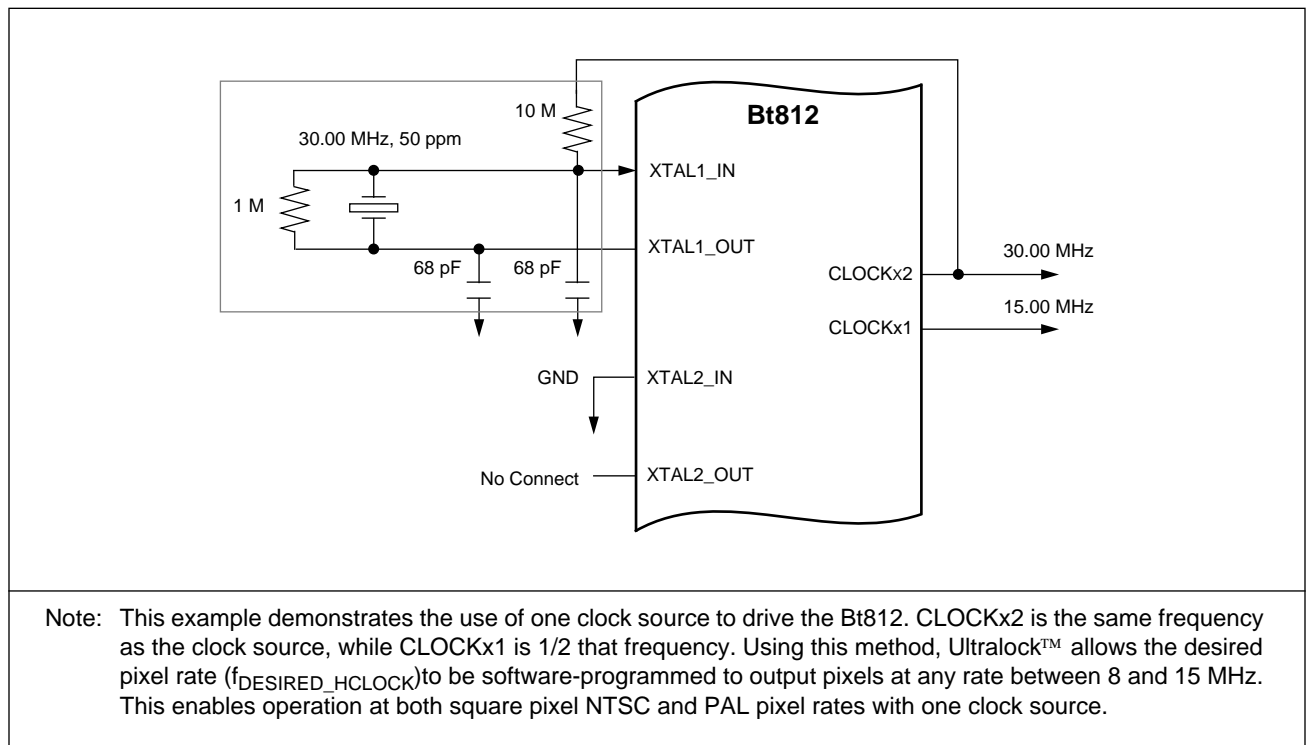 Bt812
10 M
30.00 MHz, 50 ppm
XTAL1_IN
1 M
XTAL1_OUT
68 pF
68 pF
30.00 MHz
CLOCKx2
15.00 MHz
CLOCKx1
GND
XTAL2_IN
No Connect
XTAL2_OUT
Note: This example demonstrates the use of one clock source to drive the Bt812. CLOCKx2 is the same frequency
as the clock source, while CLOCKx1 is 1/2 that frequency. Using this method, Ultralock™ allows the desired
pixel rate (fDESIRED_HCLOCK)to be software-programmed to output pixels at any rate between 8 and 15 MHz.
This enables operation at both square pixel NTSC and PAL pixel rates with one clock source.